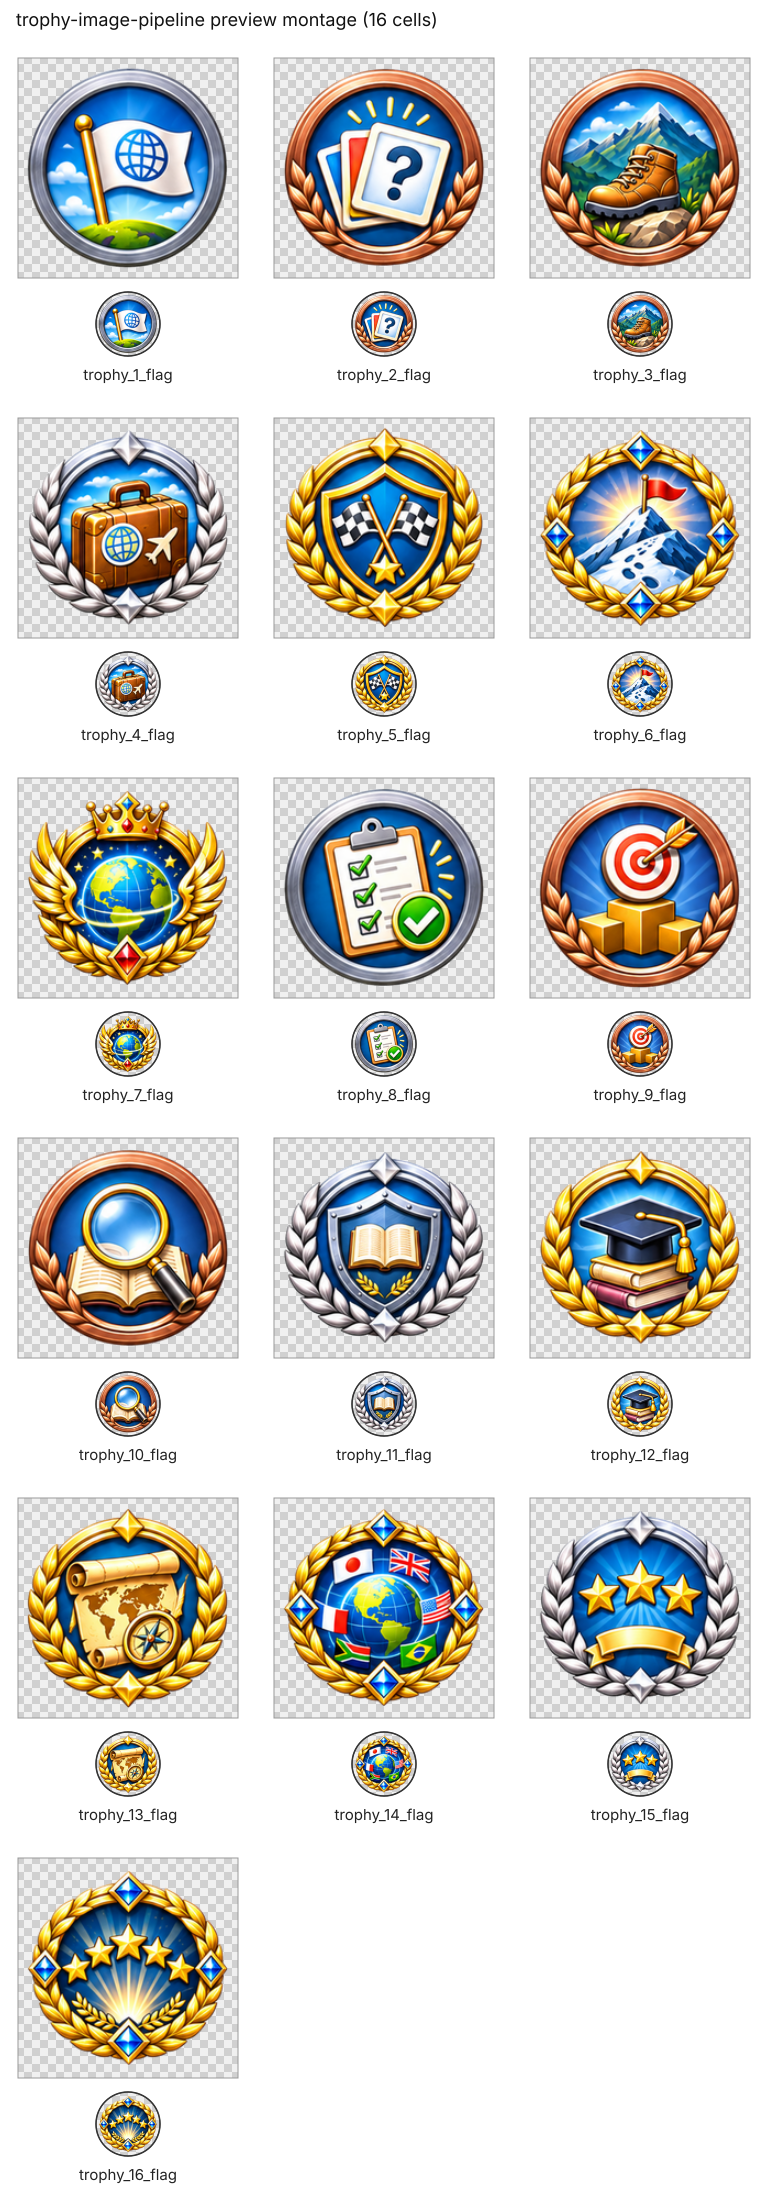 trophy-image-pipeline preview montage (16 cells)
?
trophy_1_flag
trophy_2_flag
trophy_3_flag
trophy_4_flag
trophy_5_flag
trophy_6_flag
trophy_7_flag
trophy_8_flag
trophy_9_flag
trophy_10_flag
trophy_11_flag
trophy_12_flag
trophy_13_flag
trophy_14_flag
trophy_15_flag
trophy_16_flag